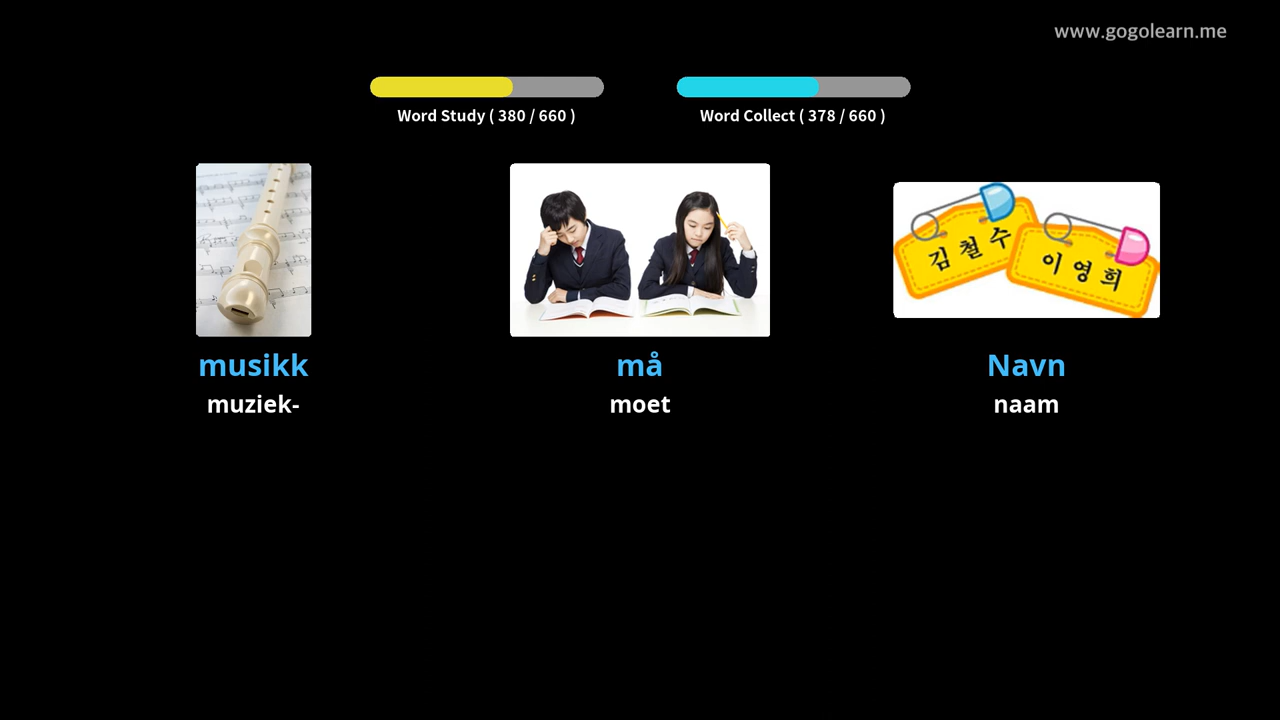 www.gogolearn.me
Word Study ( 380 / 660 )
Word Collect ( 378 / 660 )
김철수
이영희
musikk
må
Navn
muziek-
moet
naam